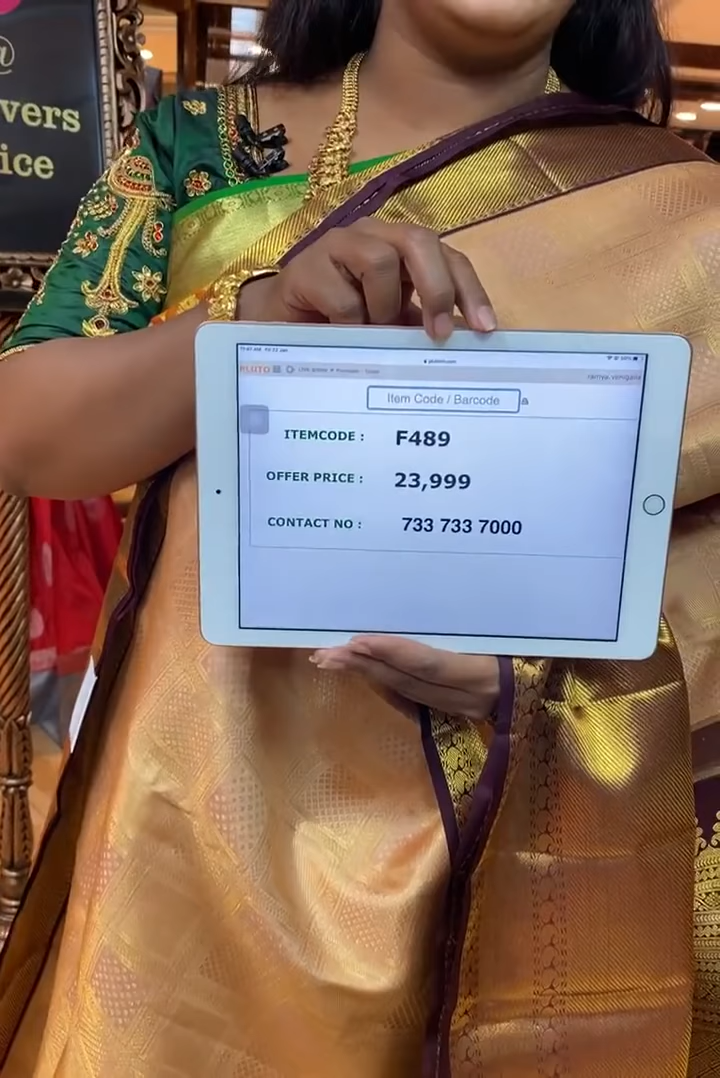 @
vers
ice
PLUTO
Item Code / Barcode
ITEMCODE : F489
OFFER PRICE : 23,999
CONTACT NO : 733 733 7000